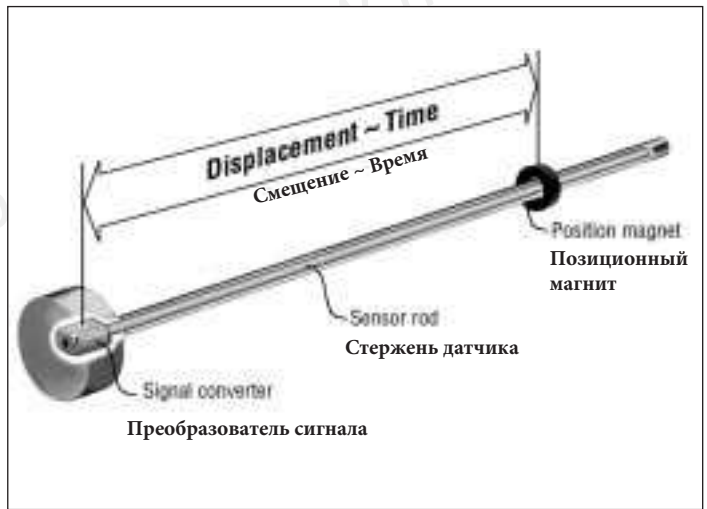 Displacement ~ Time
Смещение ~ Время
Position magnet
Позиционный
магнит
Sensor rod
Стержень датчика
Signal converter
Преобразователь сигнала